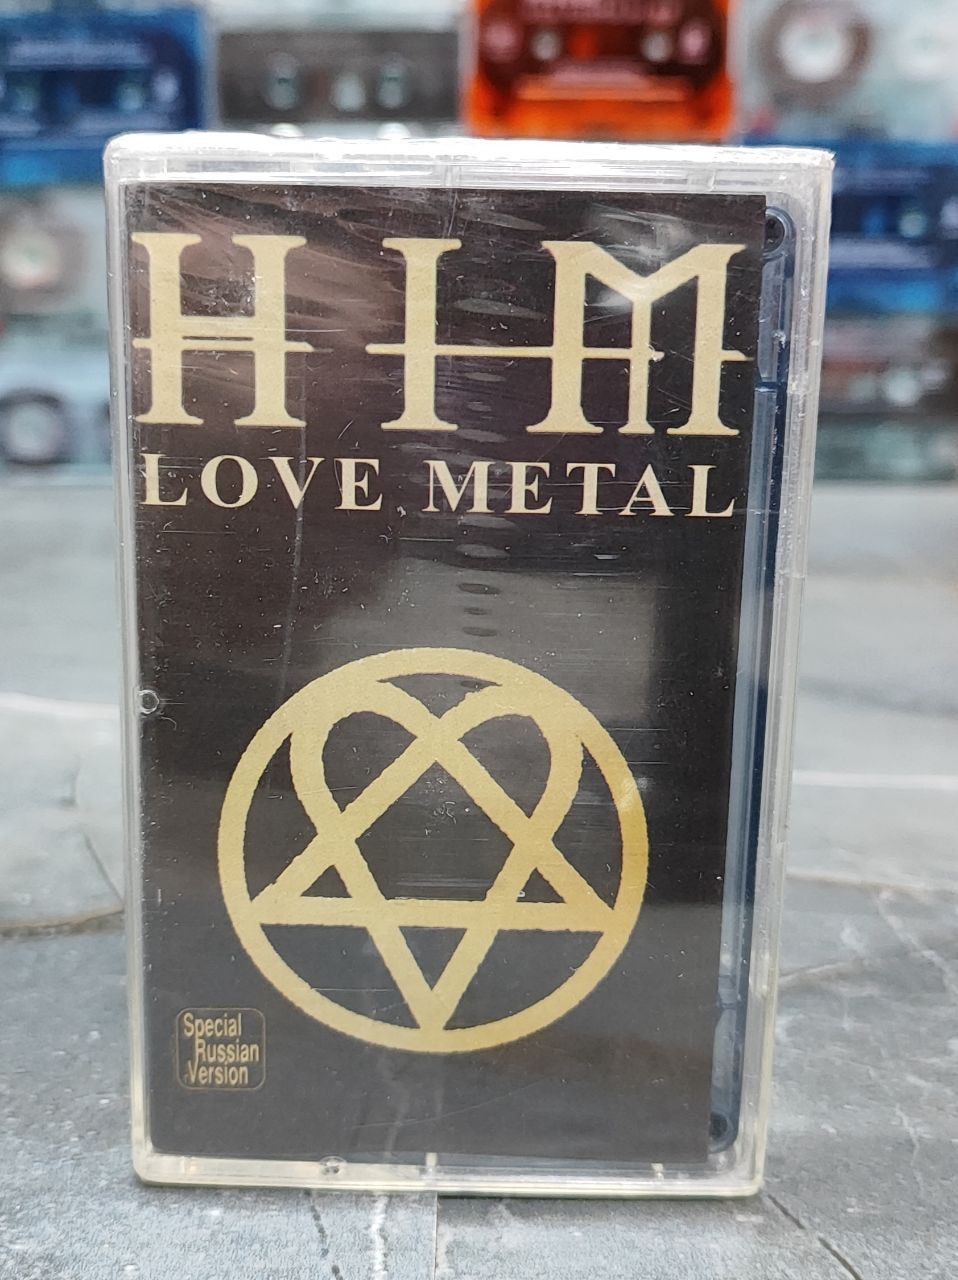 HIM
LOVE METAL
Special
Russian
Version